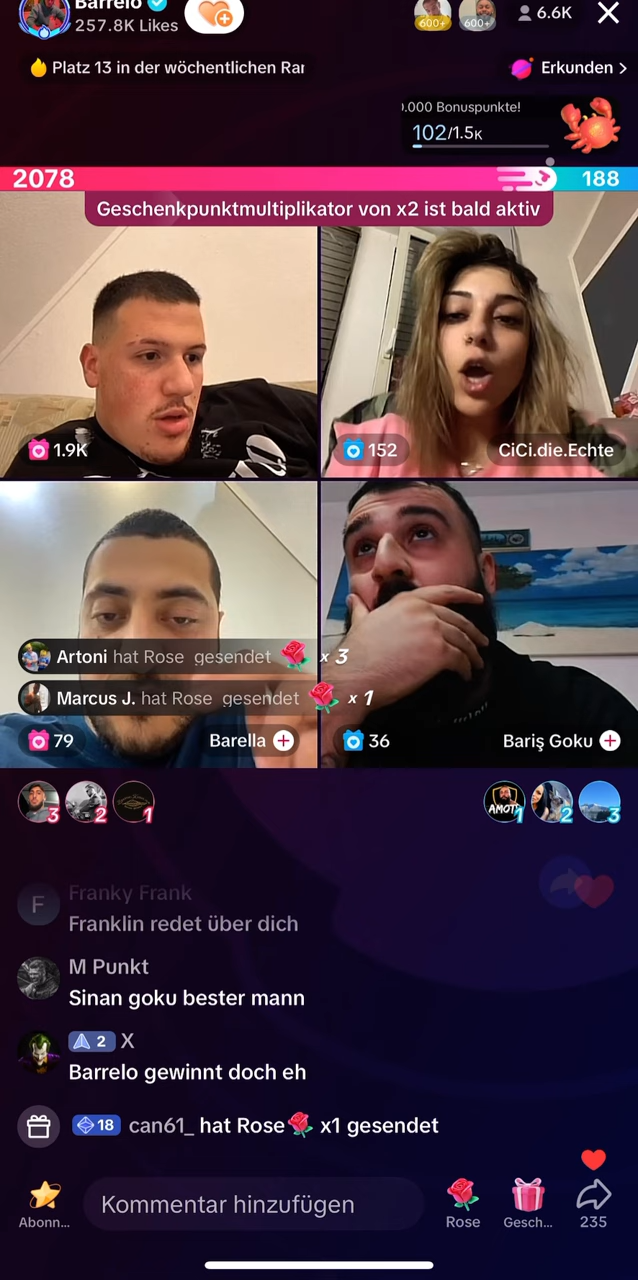 Barrelo
257.8K Likes
600+
600+
6.6K
Platz 13 in der wöchentlichen Rar
Erkunden >
.000 Bonuspunkte!
102/1.5K
2078
188
Geschenkpunktmultiplikator von x2 ist bald aktiv
1.9K
152
CiCi.die.Echte
Artoni hat Rose gesendet x 3
Marcus J. hat Rose gesendet x 1
79
Barella
36
Bariş Goku
3
2
1
1
2
3
AMOTI
Franky Frank
F
Franklin redet über dich
M Punkt
Sinan goku bester mann
2 X
Barrelo gewinnt doch eh
18 can61_ hat Rose x1 gesendet
Kommentar hinzufügen
Abonn...
Rose
Gesch...
235